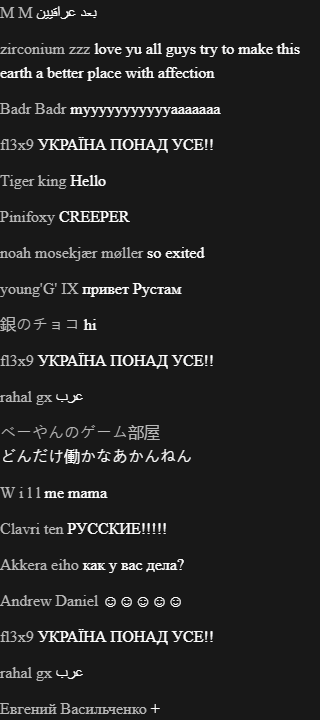 M M بعد عراقيين
zirconium zzz love yu all guys try to make this
earth a better place with affection
Badr Badr myyyyyyyyyyyaaaaaaa
fl3x9 УКРАЇНА ПОНАД УСЕ!!
Tiger king Hello
Pinifoxy CREEPER
noah mosekjær møller so exited
young'G' IX привет Рустам
銀のチョコ hi
fl3x9 УКРАЇНА ПОНАД УСЕ!!
rahal gx عرب
べーやんのゲーム部屋
どんだけ働かなあかんねん
W i l l me mama
Clavri ten РУССКИЕ!!!!!
Akkera eiho как у вас дела?
Andrew Daniel ☺☺☺☺☺
fl3x9 УКРАЇНА ПОНАД УСЕ!!
rahal gx عرب
Евгений Васильченко +